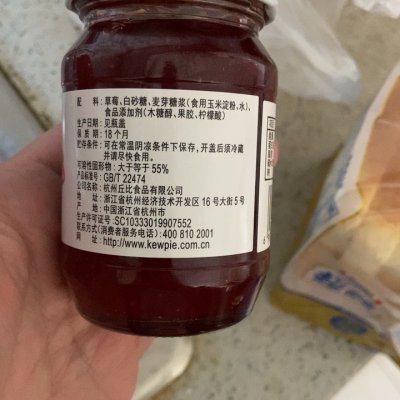 配 料:草莓、白砂糖、麦芽糖浆(食用玉米淀粉、水)、
食品添加剂(木糖醇、果胶、柠檬酸)
生产日期:见瓶盖
保质期:18个月
贮存条件:可在常温阴凉条件下保存,开盖后须冷藏
并请尽快食用。
可溶性固形物:大于等于55%
产品标准号:GB/T 22474
公司名称:杭州丘比食品有限公司
地 址:浙江省杭州经济技术开发区16号大街5号
产 地:中国浙江省杭州市
生产许可证号:SC10333019907552
联系方式(消费者服务电话):400 810 2001
网 址:http://www.kewpie.com.cn